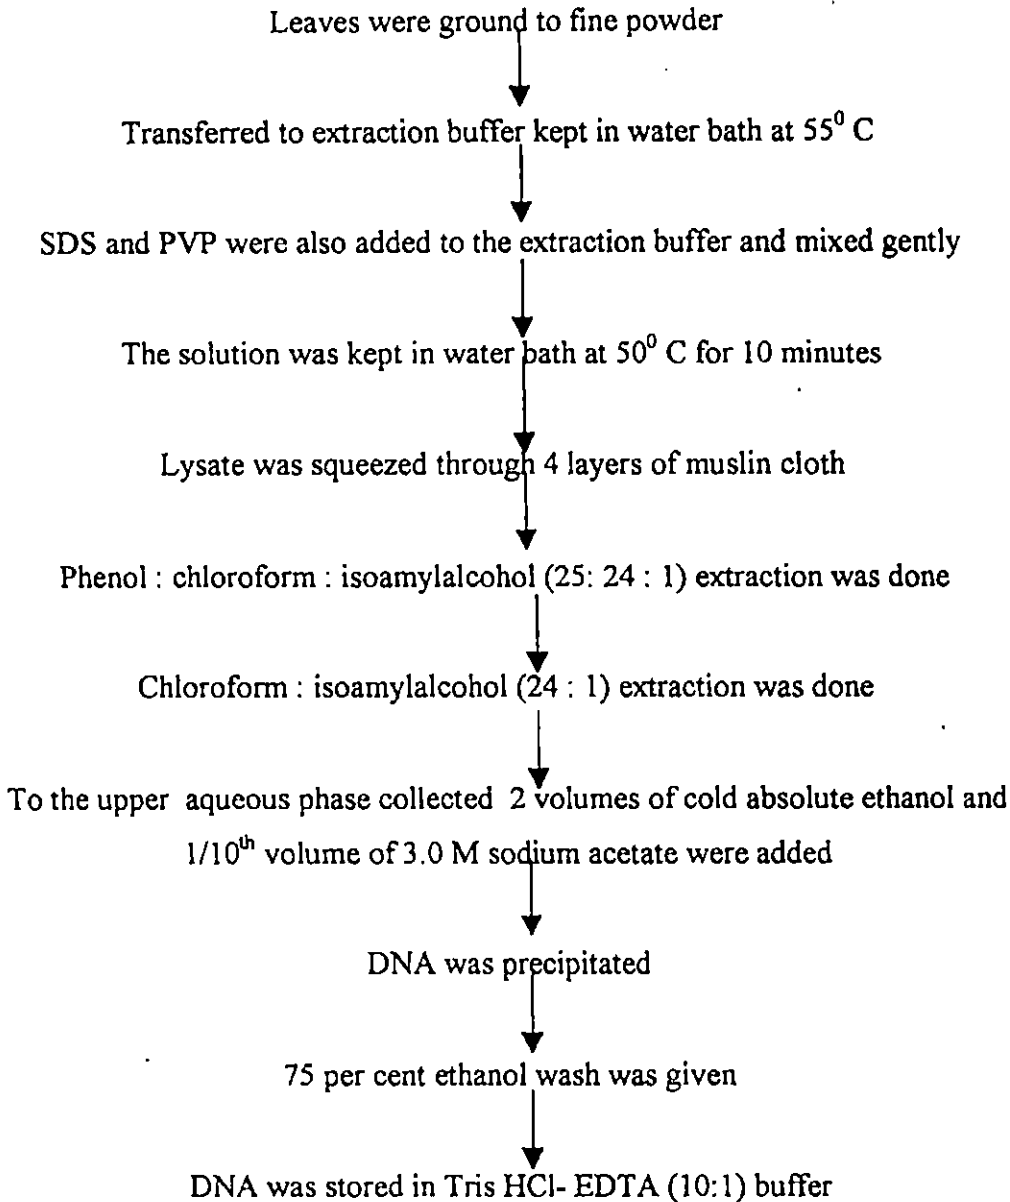 Leaves were ground to fine powder
Transferred to extraction buffer kept in water bath at 55⁰ C
SDS and PVP were also added to the extraction buffer and mixed gently
The solution was kept in water bath at 50⁰ C for 10 minutes
Lysate was squeezed through 4 layers of muslin cloth
Phenol : chloroform : isoamylalcohol (25: 24 : 1) extraction was done
Chloroform : isoamylalcohol (24 : 1) extraction was done
To the upper aqueous phase collected 2 volumes of cold absolute ethanol and
1/10ᵗʰ volume of 3.0 M sodium acetate were added
DNA was precipitated
75 per cent ethanol wash was given
DNA was stored in Tris HCl- EDTA (10:1) buffer